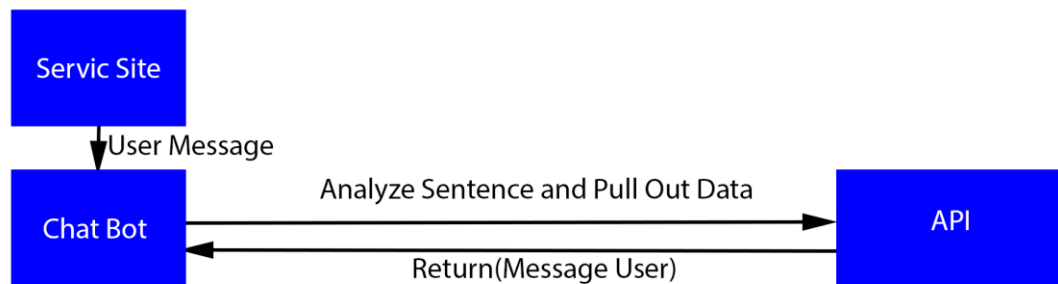 Servic Site
User Message
Analyze Sentence and Pull Out Data
Chat Bot
API
Return(Message User)